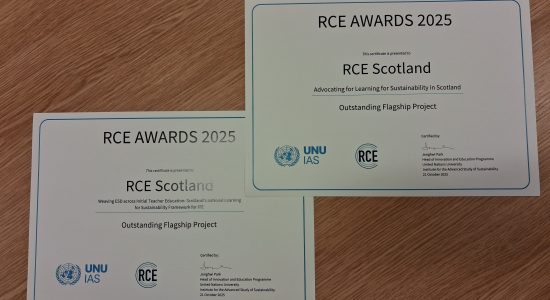 RCE AWARDS 2025
This certificate is presented to
RCE Scotland
Advocating for Learning for Sustainability in Scotland
Outstanding Flagship Project
UNU
IAS
RCE
Certified by:
Jonghwi Park
Head of Innovation and Education Programme
United Nations University
Institute for the Advanced Study of Sustainability
21 October 2025
RCE AWARDS 2025
This certificate is presented to
RCE Scotland
Weaving ESD across Initial Teacher Education: Scotland's national Learning
for Sustainability Framework for ITE
Outstanding Flagship Project
UNU
IAS
RCE
Certified by:
Jonghwi Park
Head of Innovation and Education Programme
United Nations University
Institute for the Advanced Study of Sustainability
21 October 2025